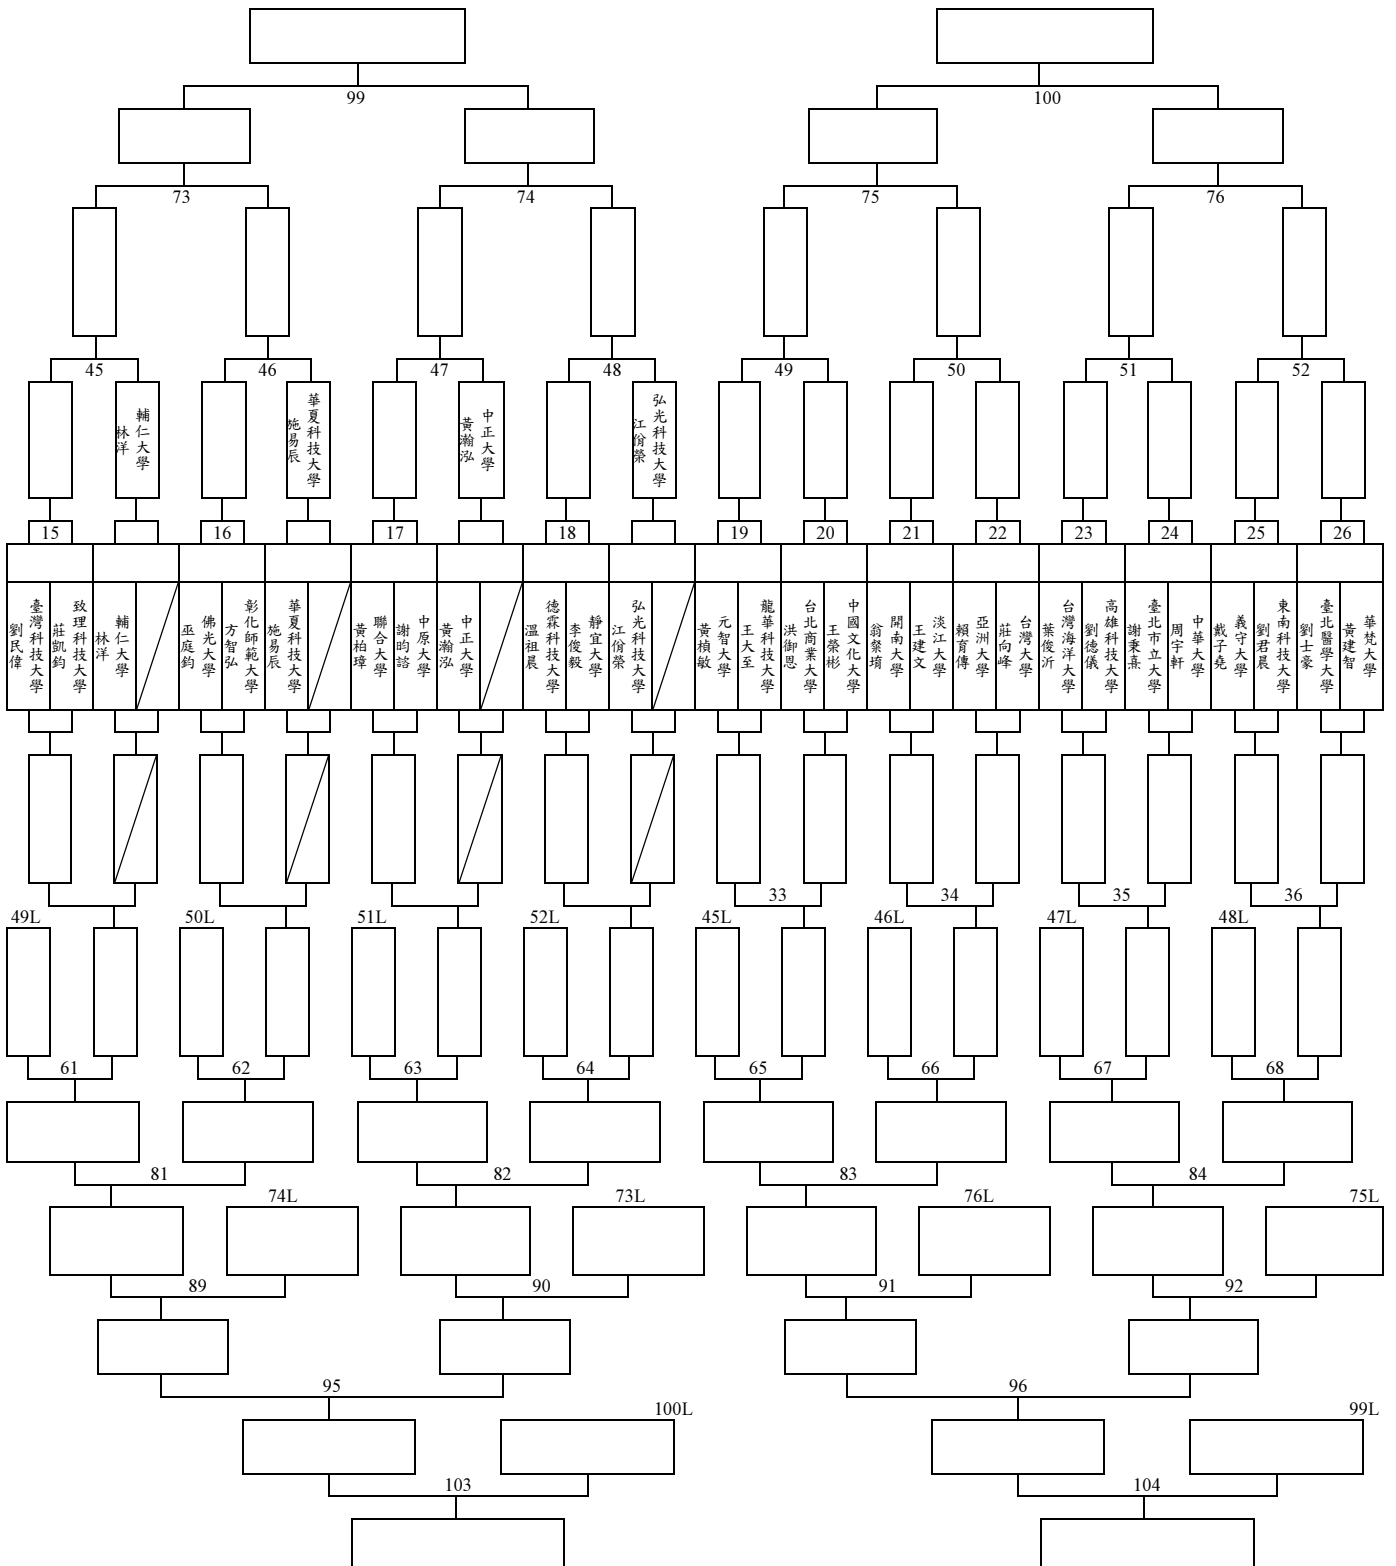 99
100
73
74
75
76
45
46
47
48
49
50
51
52
輔仁大學
林洋
華夏科技大學
施易辰
中正大學
黃瀚泓
弘光科技大學
江俏榮
15
16
17
18
19
20
21
22
23
24
25
26
臺灣科技大學
劉民偉
致理科技大學
莊凱鈞
輔仁大學
林洋
佛光大學
巫庭鈞
彰化師範大學
方智弘
華夏科技大學
施易辰
聯合大學
黃柏璋
中原大學
謝昀諮
中正大學
黃瀚泓
德霖科技大學
溫祖晨
靜宜大學
李俊毅
弘光科技大學
江俏榮
元智大學
黃楨敏
龍華科技大學
王大至
台北商業大學
洪御恩
中國文化大學
王榮彬
開南大學
淡江大學
王建文
亞洲大學
賴育傳
台灣大學
莊向峰
台灣海洋大學
葉俊沂
高雄科技大學
劉德儀
臺北市立大學
謝秉熹
中華大學
周宇軒
義守大學
戴子堯
東南科技大學
劉君晨
臺北醫學大學
劉士豪
華梵大學
黃建智
33
34
35
36
49L
50L
51L
52L
45L
46L
47L
48L
61
62
63
64
65
66
67
68
81
82
83
84
74L
73L
76L
75L
89
90
91
92
95
96
100L
99L
103
104